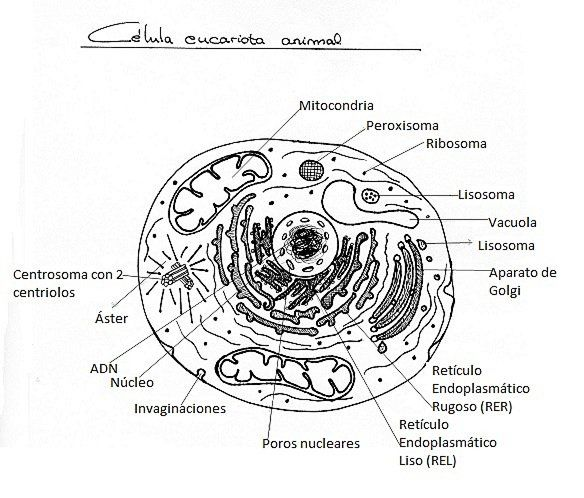 Célula eucariota animal
Mitocondria
Peroxisoma
Ribosoma
Lisosoma
Vacuola
Lisosoma
Aparato de
Golgi
Centrosoma con 2
centriolos
Áster
ADN
Núcleo
Invaginaciones
Poros nucleares
Retículo
Endoplasmático
Rugoso (RER)
Retículo
Endoplasmático
Liso (REL)